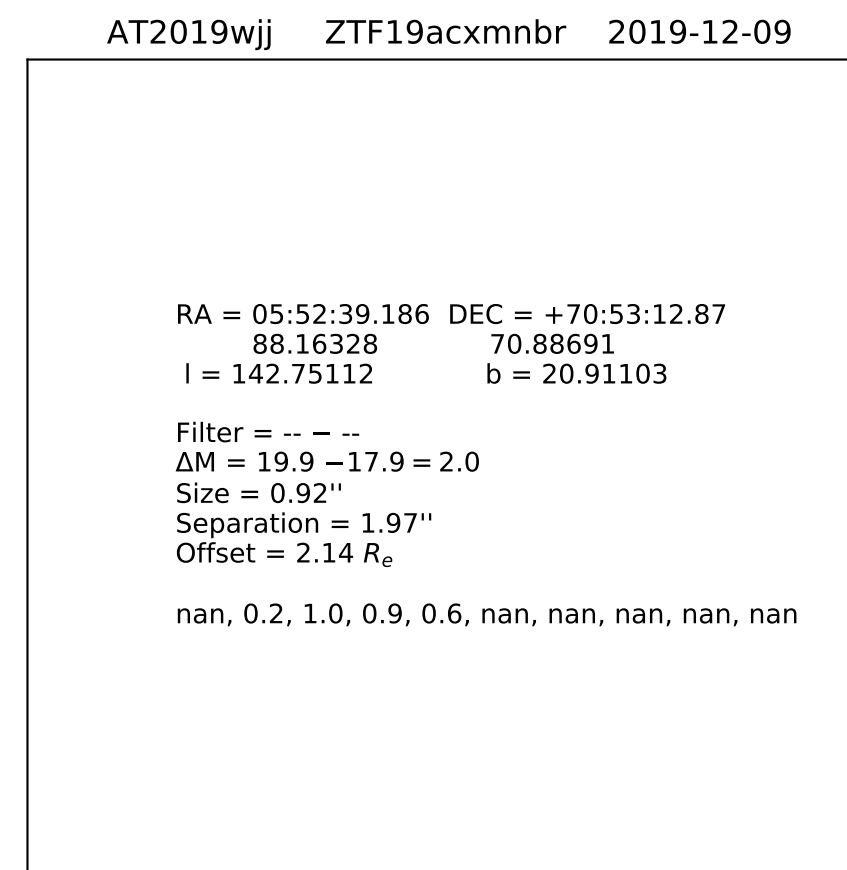 AT2019wjj ZTF19acxmnbr 2019-12-09
RA = 05:52:39.186 DEC = +70:53:12.87
88.16328 70.88691
l = 142.75112 b = 20.91103
Filter = -- − --
ΔM = 19.9 −17.9 = 2.0
Size = 0.92''
Separation = 1.97''
Offset = 2.14 Rₑ
nan, 0.2, 1.0, 0.9, 0.6, nan, nan, nan, nan, nan